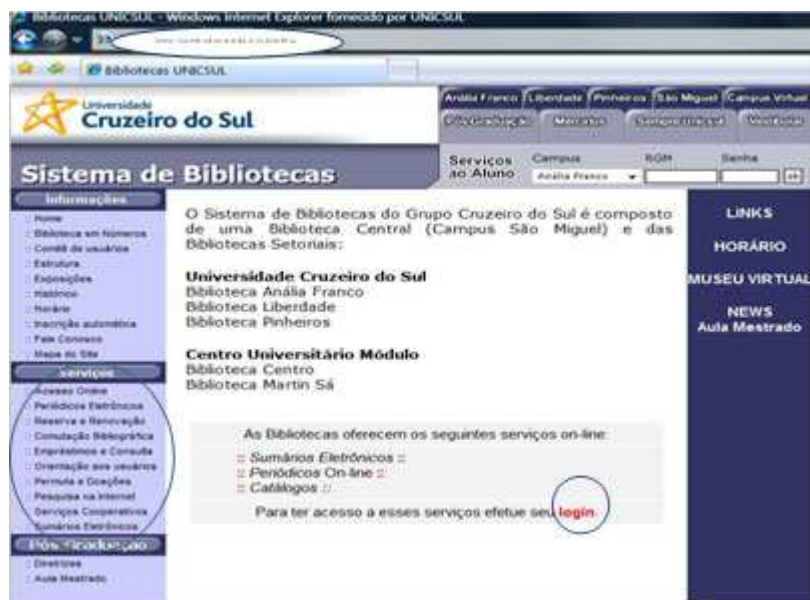 Bibliotecas UNICSUL - Windows Internet Explorer fornecido por UNICSUL
Bibliotecas UNICSUL
Universidade
Cruzeiro do Sul
Anália Franco Liberdade Pinheiros São Miguel Campus Virtual
Pós-Graduação Mercosul Vestibular
Sistema de Bibliotecas
Serviços ao Aluno
Campus RGM Senha
Anália Franco ok
Informações
:: Home
:: Biblioteca em Números
:: Comitê de usuários
:: Estrutura
:: Exposições
:: Histórico
:: Horário
:: Inscrição automática
:: Fale Conosco
:: Mapa do Site
Serviços
Acesso Online
Periódicos Eletrônicos
Reserva e Renovação
Comutação Bibliográfica
Empréstimos e Consulta
Orientação aos usuários
Permuta e Doações
Pesquisa na Internet
Serviços Cooperativos
Sumários Eletrônicos
Pós-Graduação
:: Diretrizes
:: Aula Mestrado
O Sistema de Bibliotecas do Grupo Cruzeiro do Sul é composto
de uma Biblioteca Central (Campus São Miguel) e das
Bibliotecas Setoriais:
Universidade Cruzeiro do Sul
Biblioteca Anália Franco
Biblioteca Liberdade
Biblioteca Pinheiros
Centro Universitário Módulo
Biblioteca Centro
Biblioteca Martin Sá
As Bibliotecas oferecem os seguintes serviços on-line:
:: Sumários Eletrônicos ::
:: Periódicos On-line ::
:: Catálogos ::
Para ter acesso a esses serviços efetue seu login
LINKS
HORÁRIO
MUSEU VIRTUAL
NEWS
Aula Mestrado